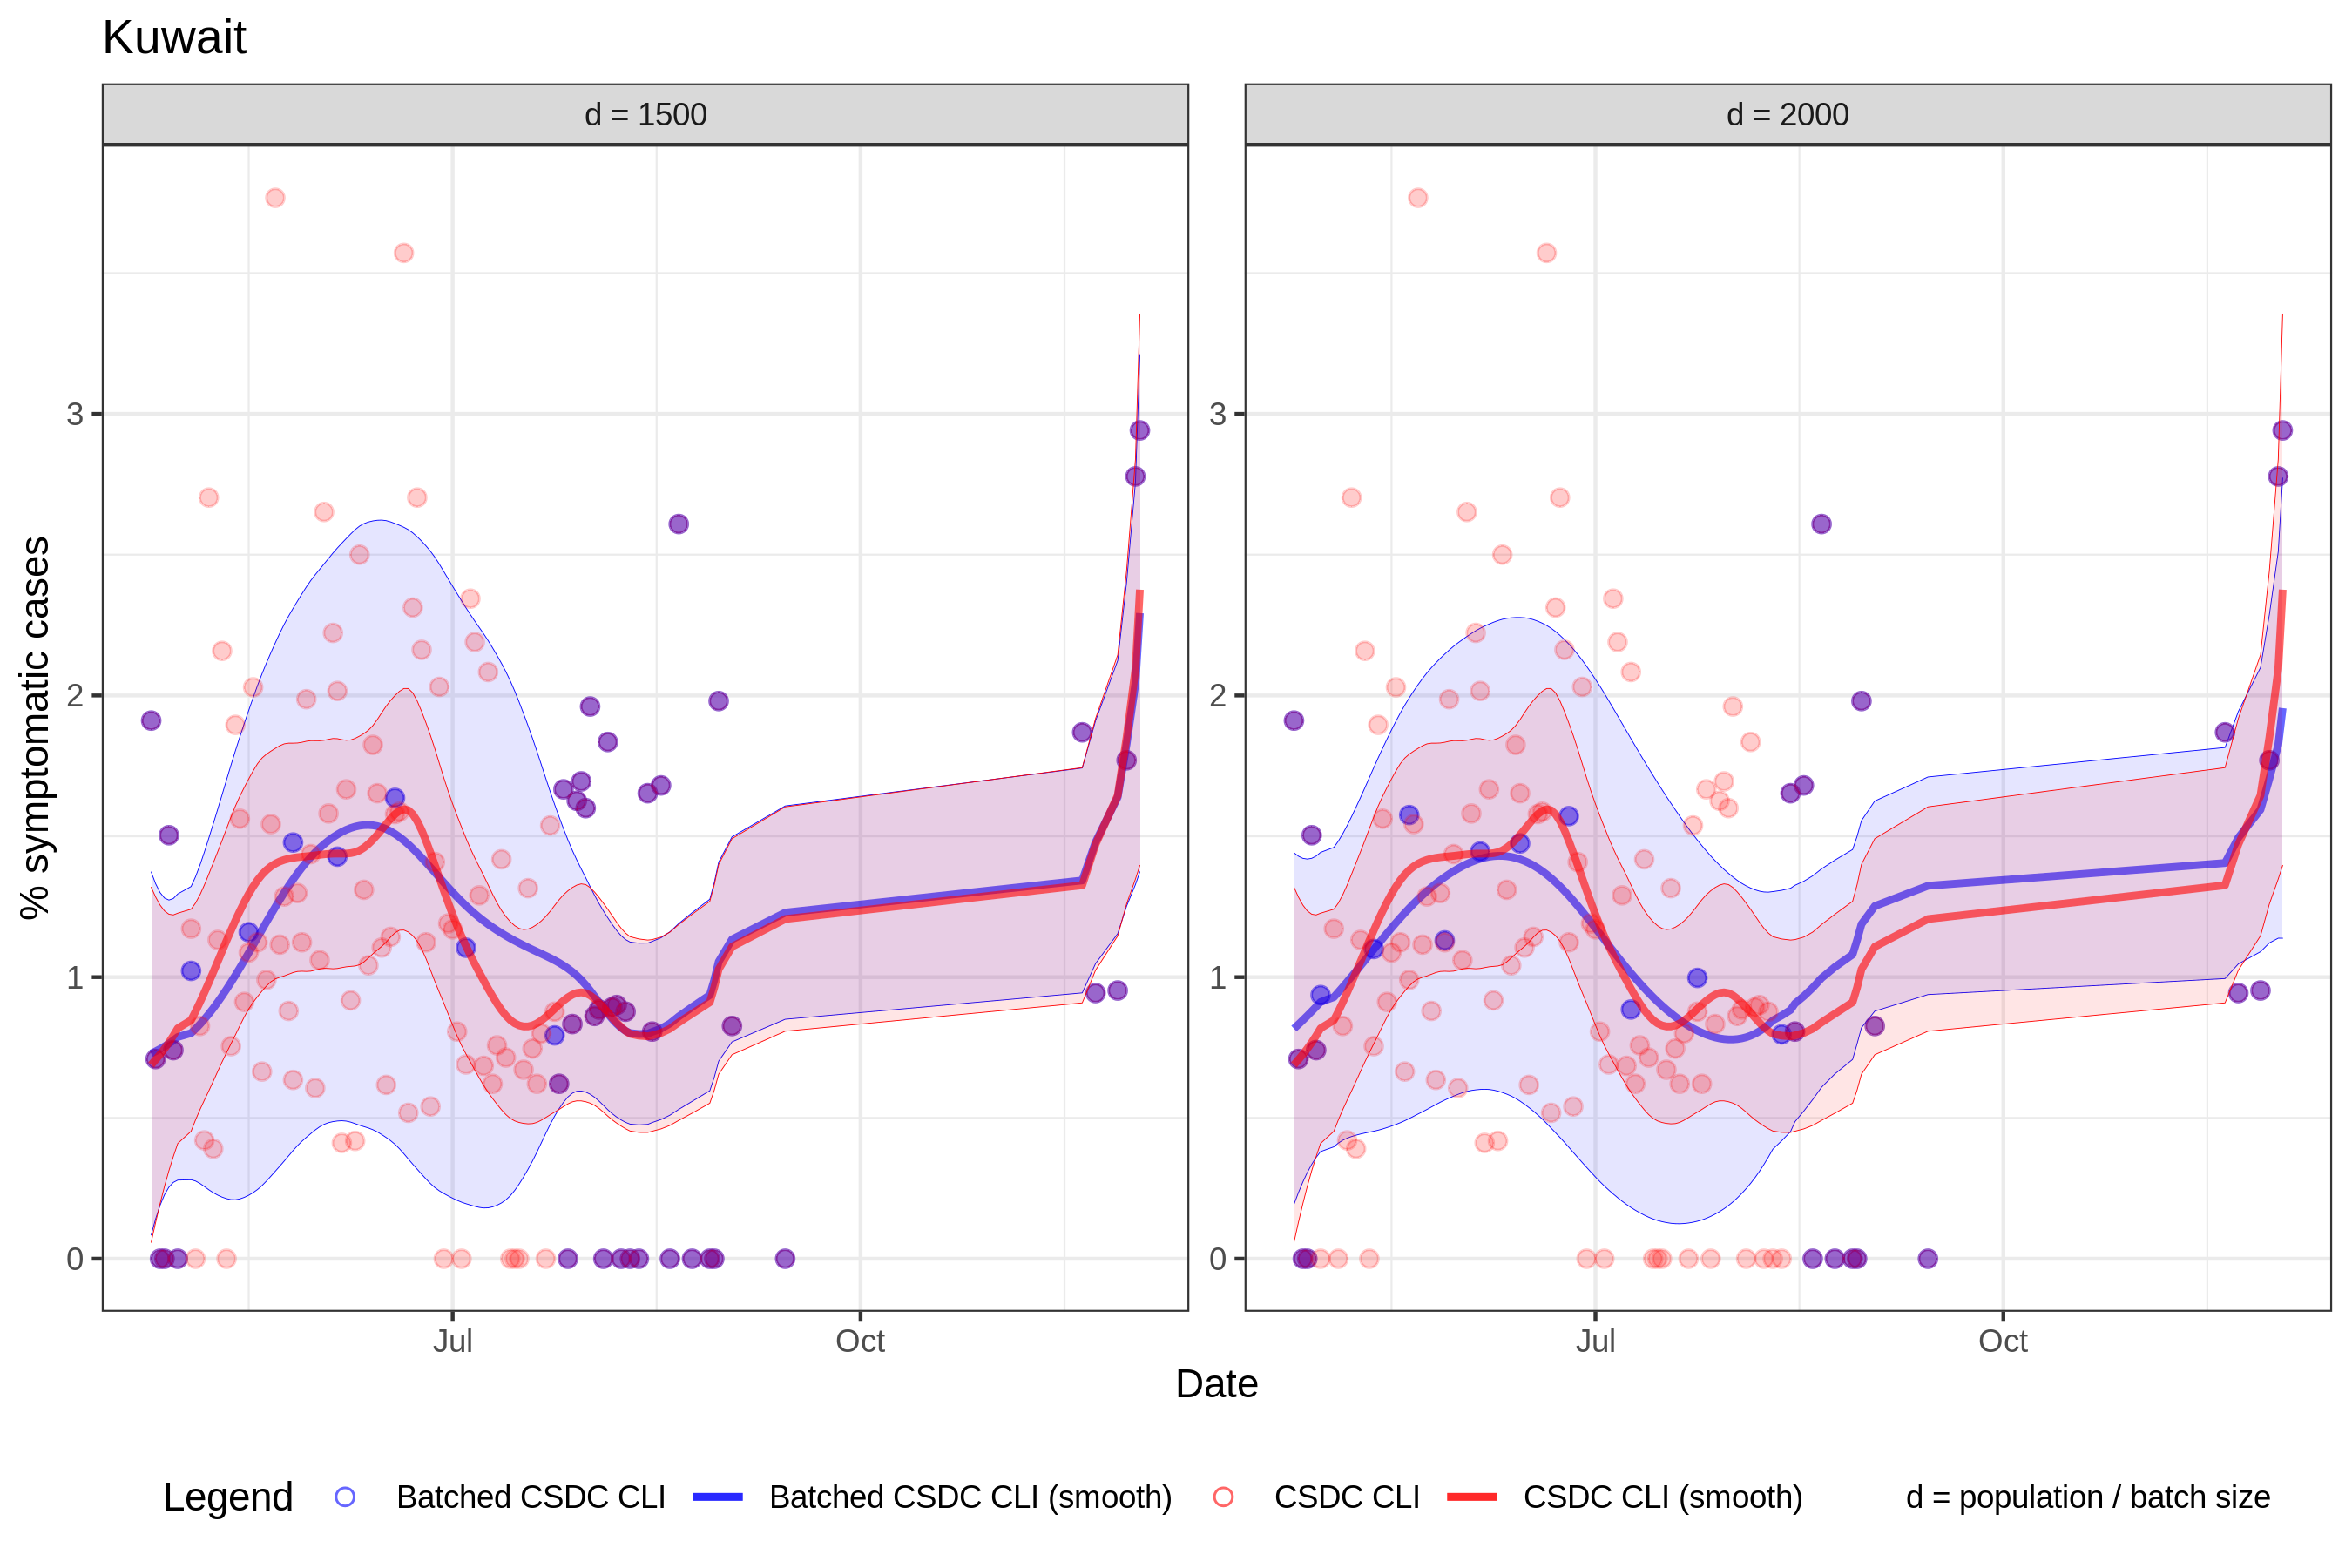 Kuwait
d = 1500
d = 2000
% symptomatic cases
3
2
1
0
3
2
1
0
Jul
Oct
Jul
Oct
Date
Legend
Batched CSDC CLI
Batched CSDC CLI (smooth)
CSDC CLI
CSDC CLI (smooth)
d = population / batch size